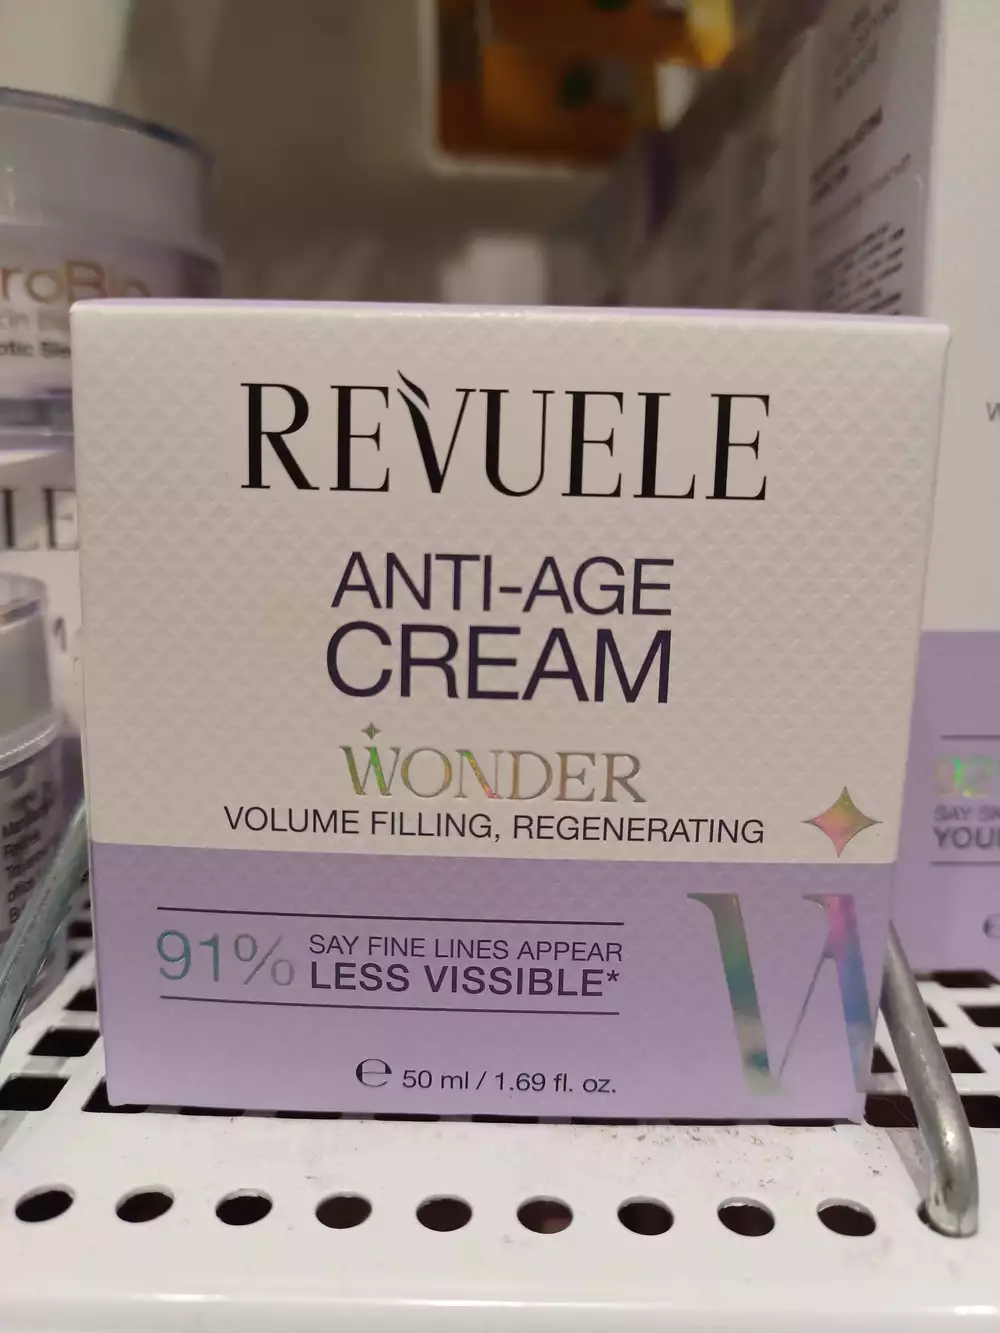 REVUELE
ANTI-AGE
CREAM
WONDER
VOLUME FILLING, REGENERATING
91% SAY FINE LINES APPEAR
LESS VISSIBLE*
℮ 50 ml / 1.69 fl. oz.